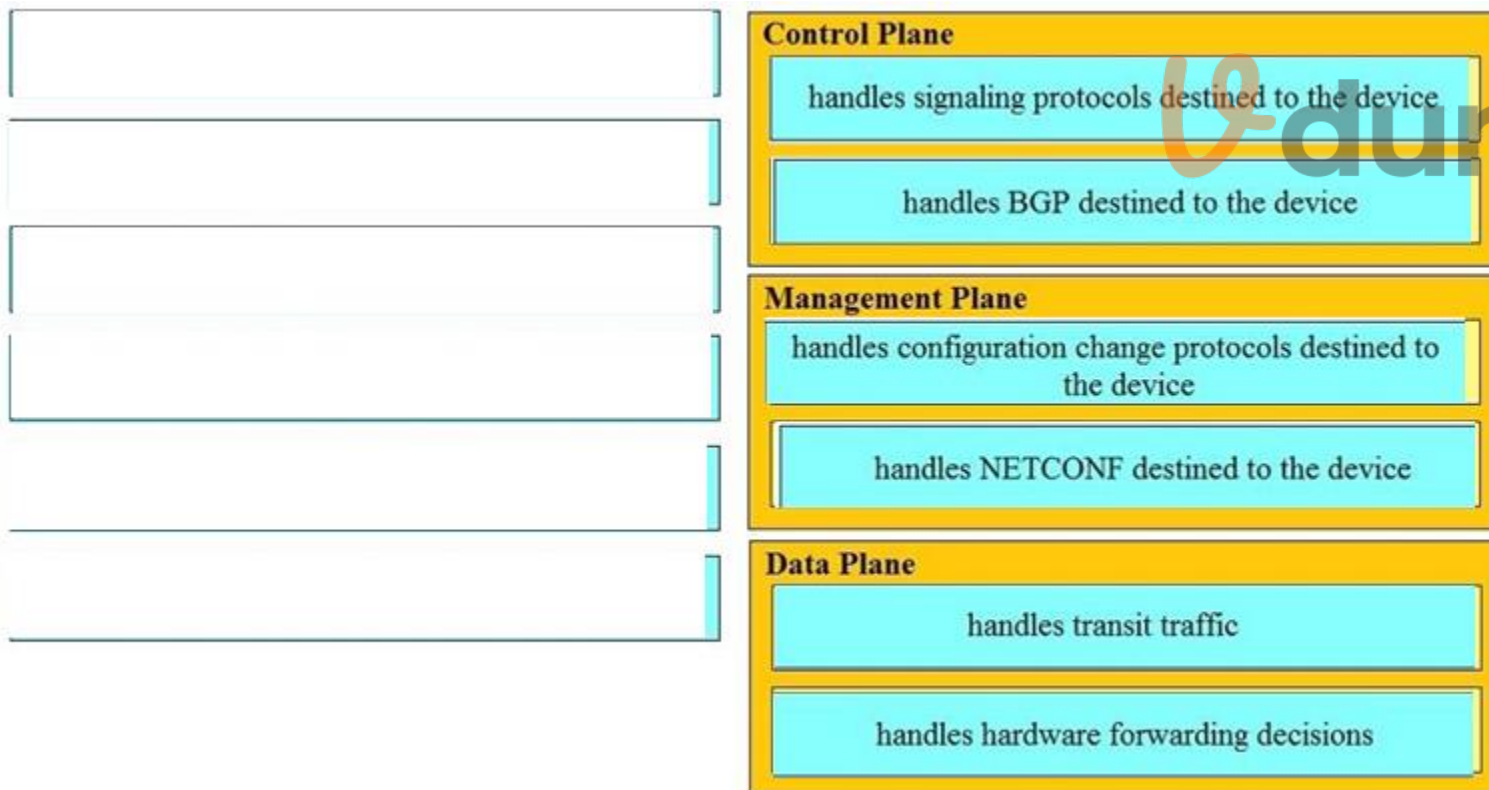 Control Plane
handles signaling protocols destined to the device
handles BGP destined to the device
Management Plane
handles configuration change protocols destined to
the device
handles NETCONF destined to the device
Data Plane
handles transit traffic
handles hardware forwarding decisions